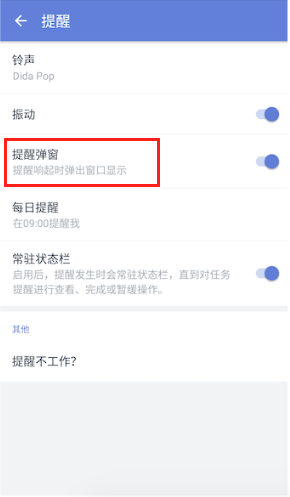 提醒
铃声
Dida Pop
振动
提醒弹窗
提醒响起时弹出窗口显示
每日提醒
在09:00提醒我
常驻状态栏
启用后，提醒发生时会常驻状态栏，直到对任务
提醒进行查看、完成或暂缓操作。
其他
提醒不工作?